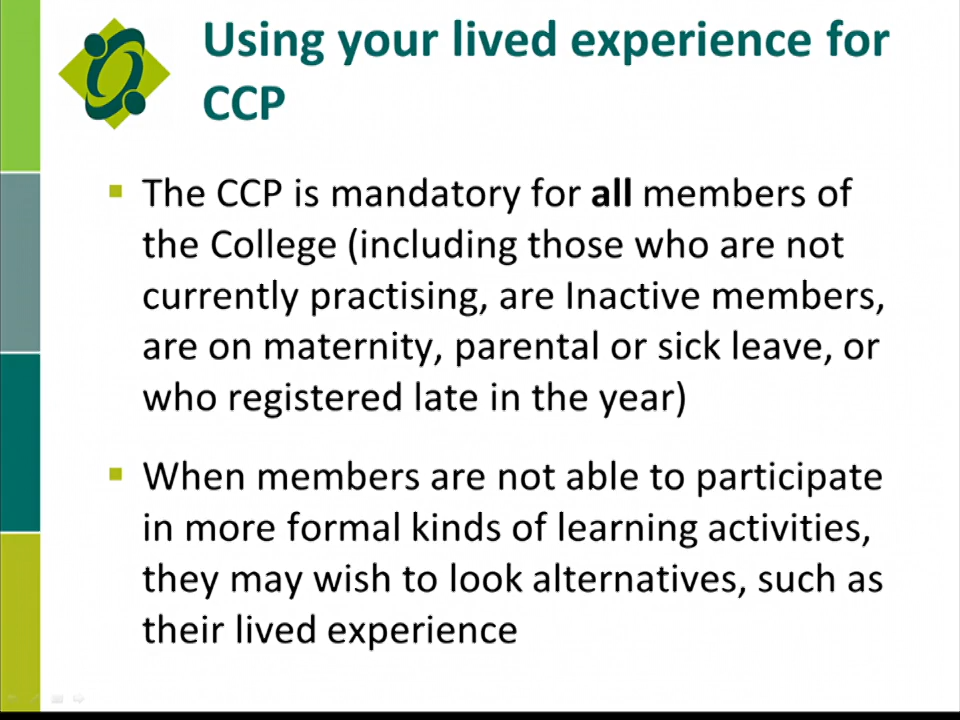 Using your lived experience for
CCP
▪ The CCP is mandatory for all members of
the College (including those who are not
currently practising, are Inactive members,
are on maternity, parental or sick leave, or
who registered late in the year)
▪ When members are not able to participate
in more formal kinds of learning activities,
they may wish to look alternatives, such as
their lived experience